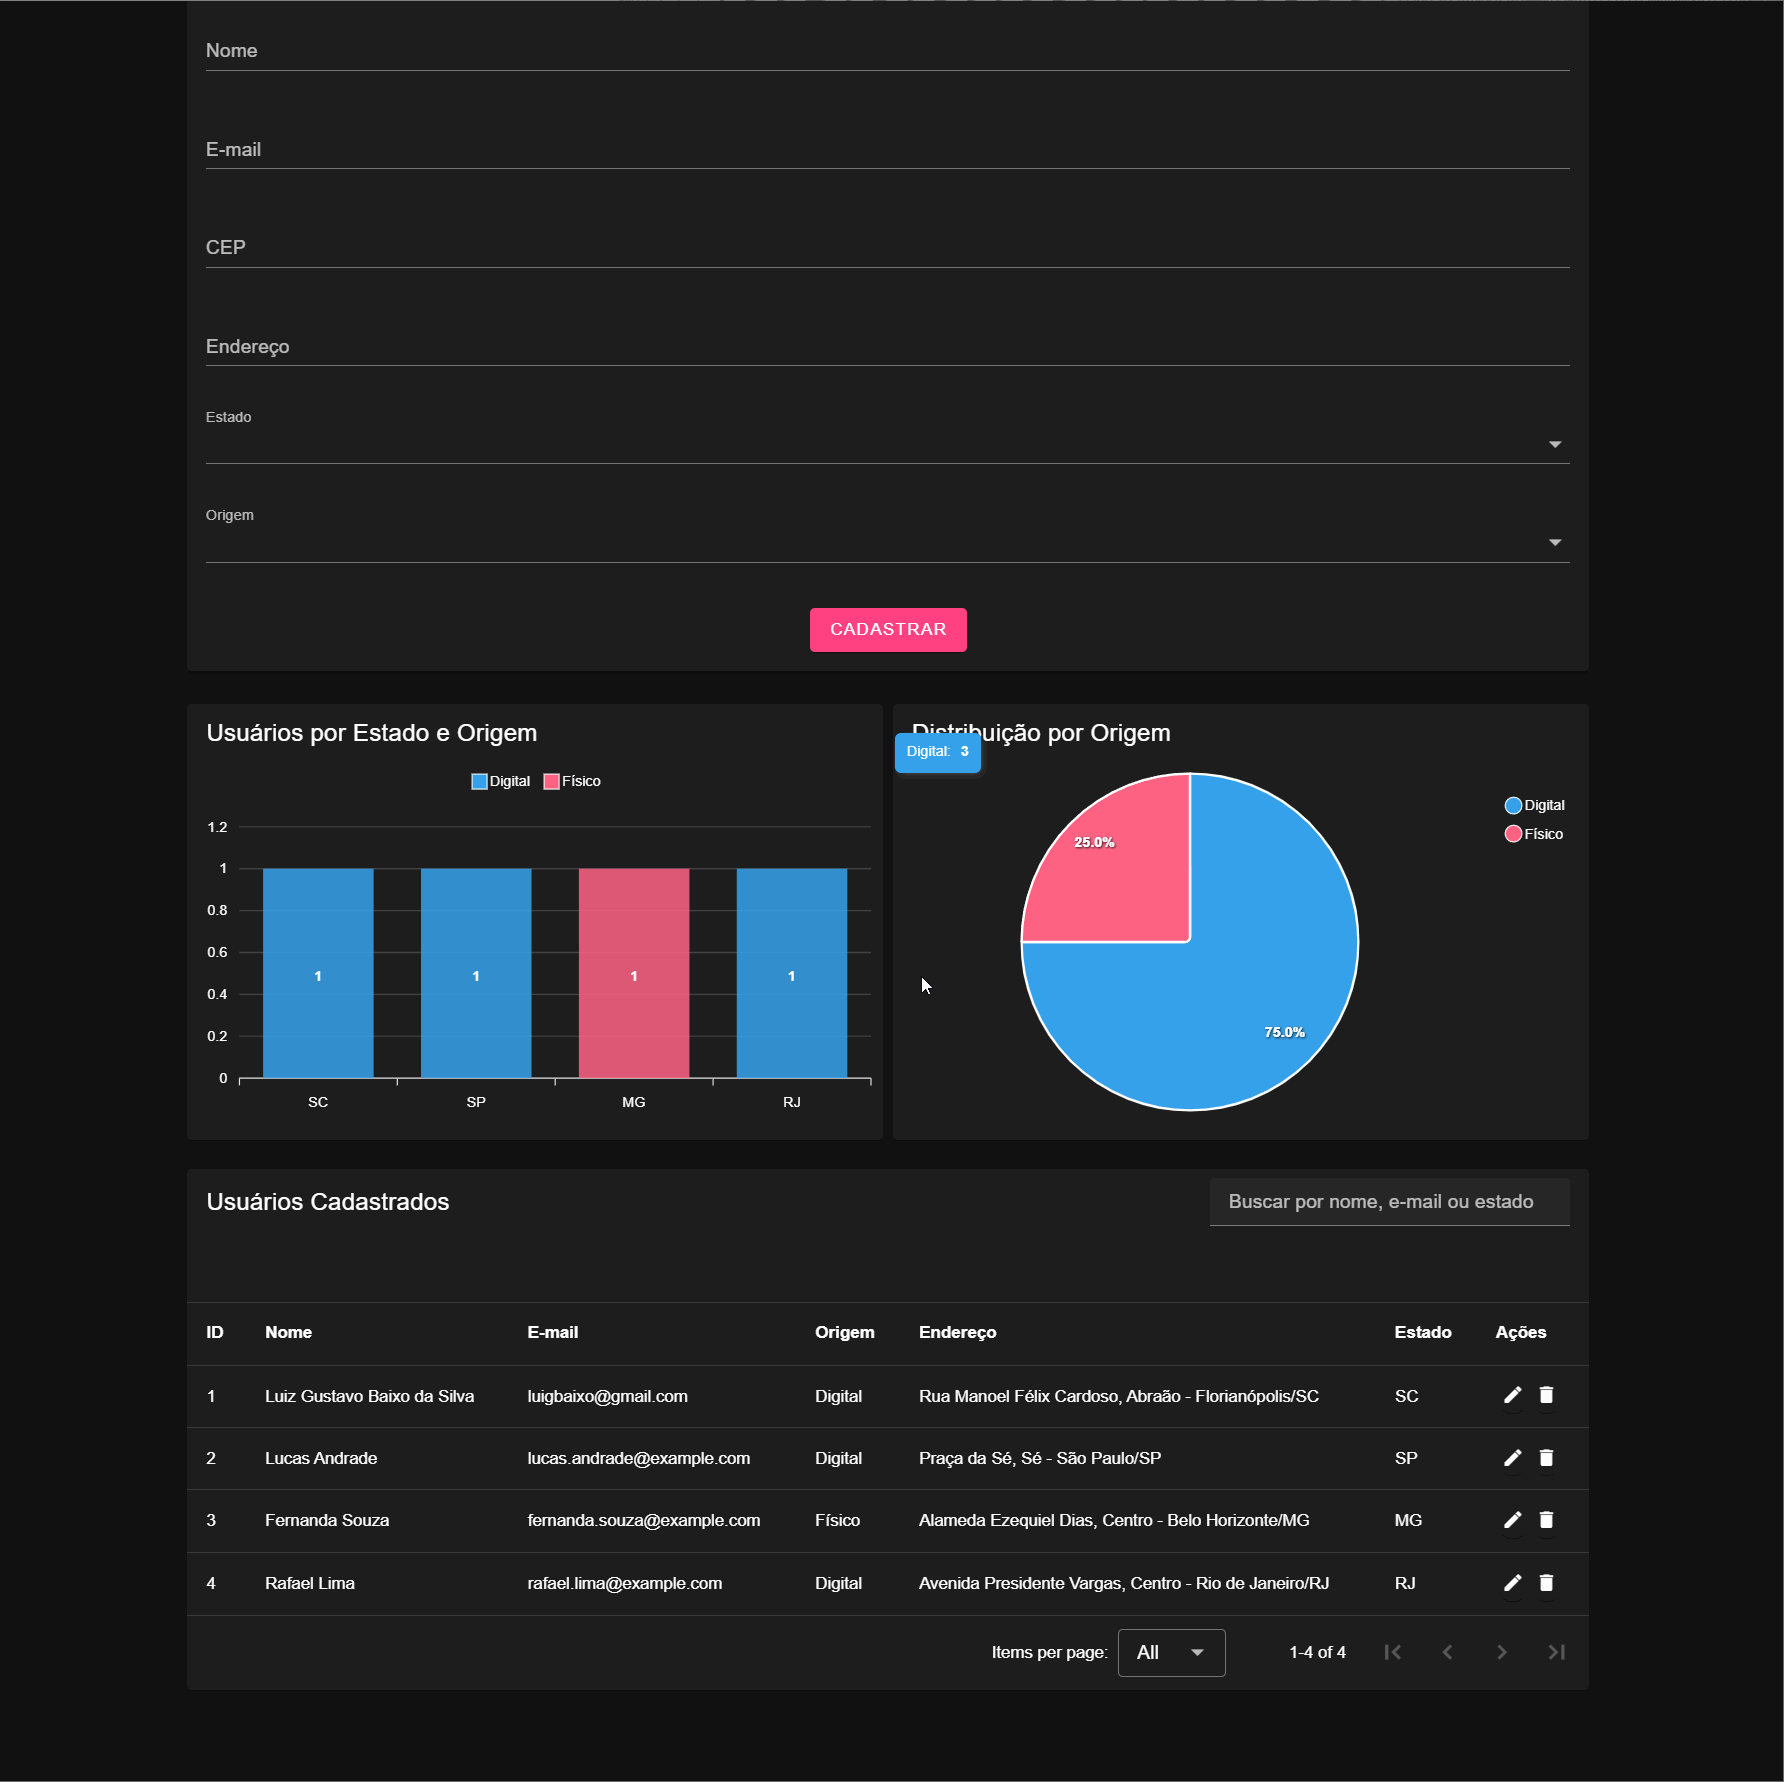 Nome
E-mail
CEP
Endereço
Estado
Origem
CADASTRAR
Usuários por Estado e Origem
Digital Físico
1.2
1
0.8
0.6
0.4
0.2
0
1 1 1 1
SC SP MG RJ
Distribuição por Origem
Digital: 3
Digital
Físico
25.0%
75.0%
Usuários Cadastrados
Buscar por nome, e-mail ou estado
ID Nome E-mail Origem Endereço Estado Ações
1 Luiz Gustavo Baixo da Silva luigbaixo@gmail.com Digital Rua Manoel Félix Cardoso, Abraão - Florianópolis/SC SC
2 Lucas Andrade lucas.andrade@example.com Digital Praça da Sé, Sé - São Paulo/SP SP
3 Fernanda Souza fernanda.souza@example.com Físico Alameda Ezequiel Dias, Centro - Belo Horizonte/MG MG
4 Rafael Lima rafael.lima@example.com Digital Avenida Presidente Vargas, Centro - Rio de Janeiro/RJ RJ
Items per page: All 1-4 of 4